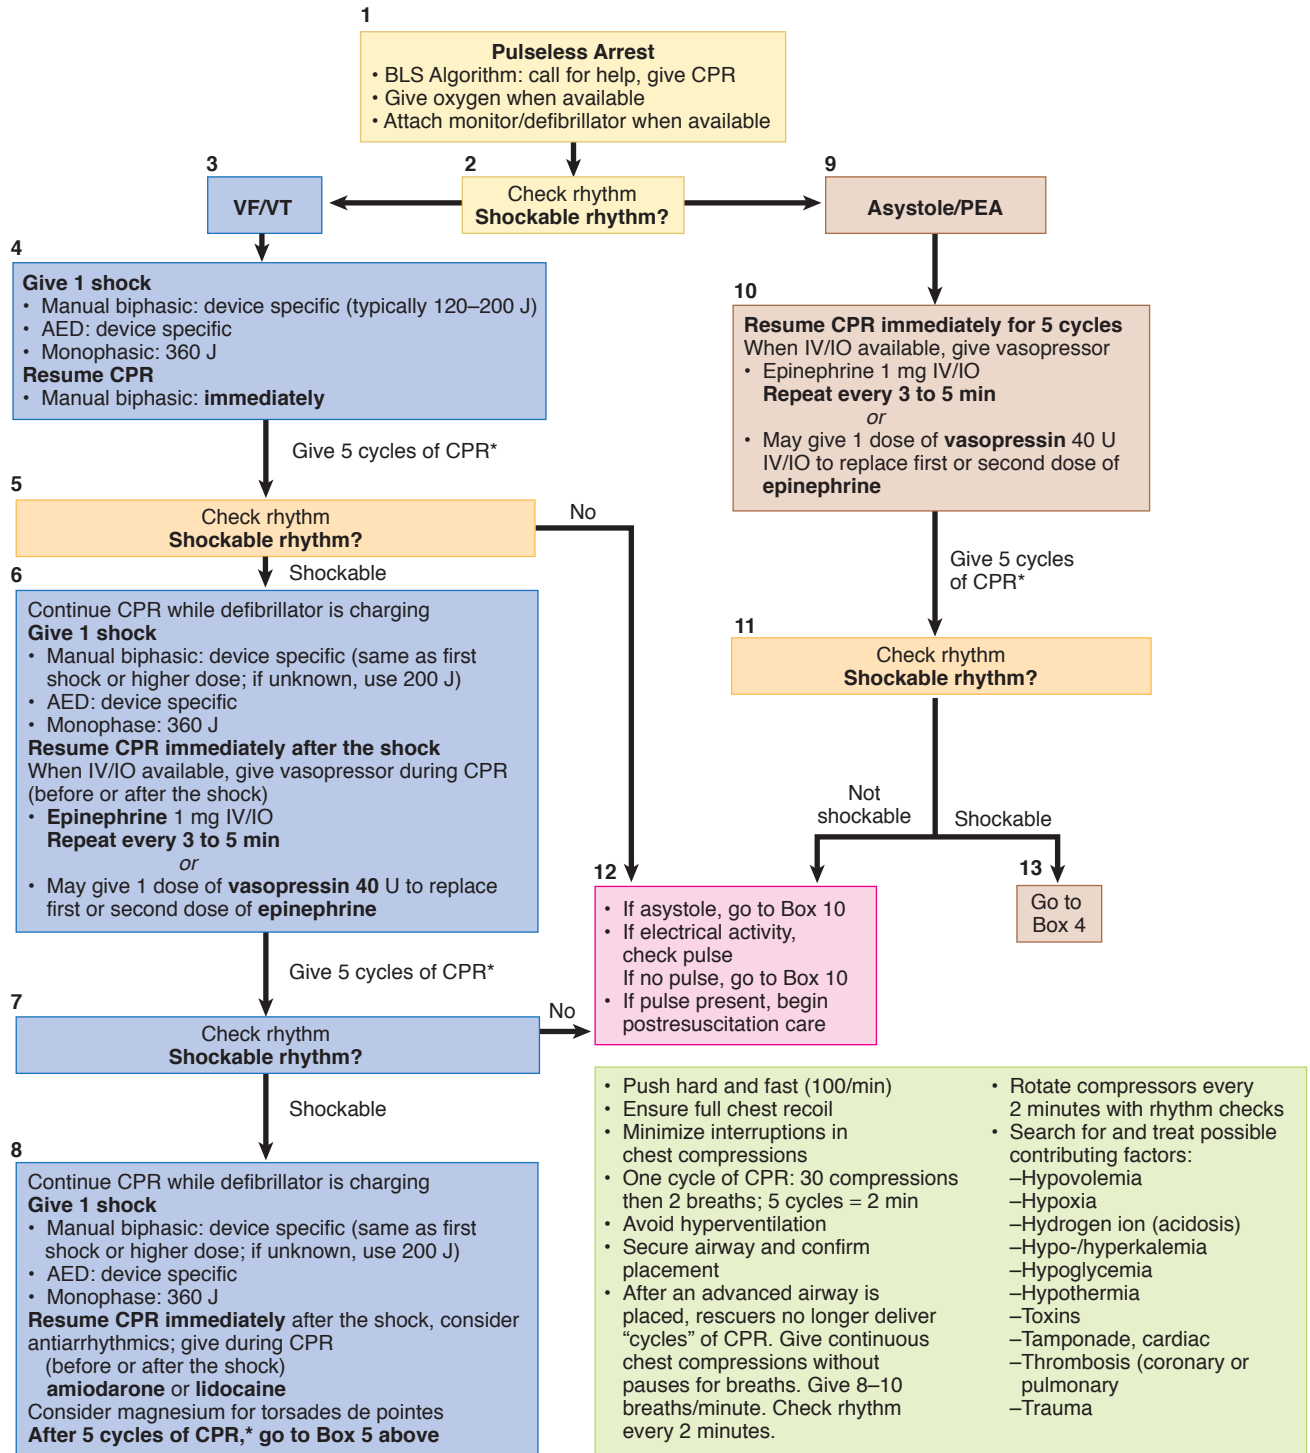 1
Pulseless Arrest
• BLS Algorithm: call for help, give CPR
• Give oxygen when available
• Attach monitor/defibrillator when available
2
Check rhythm
Shockable rhythm?
3
VF/VT
9
Asystole/PEA
4
Give 1 shock
• Manual biphasic: device specific (typically 120–200 J)
• AED: device specific
• Monophasic: 360 J
Resume CPR
• Manual biphasic: immediately
Give 5 cycles of CPR*
5
Check rhythm
Shockable rhythm?
No
Shockable
6
Continue CPR while defibrillator is charging
Give 1 shock
• Manual biphasic: device specific (same as first
shock or higher dose; if unknown, use 200 J)
• AED: device specific
• Monophase: 360 J
Resume CPR immediately after the shock
When IV/IO available, give vasopressor during CPR
(before or after the shock)
• Epinephrine 1 mg IV/IO
Repeat every 3 to 5 min
or
• May give 1 dose of vasopressin 40 U to replace
first or second dose of epinephrine
Give 5 cycles of CPR*
7
Check rhythm
Shockable rhythm?
No
Shockable
8
Continue CPR while defibrillator is charging
Give 1 shock
• Manual biphasic: device specific (same as first
shock or higher dose; if unknown, use 200 J)
• AED: device specific
• Monophase: 360 J
Resume CPR immediately after the shock, consider
antiarrhythmics; give during CPR
(before or after the shock)
amiodarone or lidocaine
Consider magnesium for torsades de pointes
After 5 cycles of CPR,* go to Box 5 above
10
Resume CPR immediately for 5 cycles
When IV/IO available, give vasopressor
• Epinephrine 1 mg IV/IO
Repeat every 3 to 5 min
or
• May give 1 dose of vasopressin 40 U
IV/IO to replace first or second dose of
epinephrine
Give 5 cycles
of CPR*
11
Check rhythm
Shockable rhythm?
Not
shockable
Shockable
12
• If asystole, go to Box 10
• If electrical activity,
check pulse
If no pulse, go to Box 10
• If pulse present, begin
postresuscitation care
13
Go to
Box 4
• Push hard and fast (100/min)
• Ensure full chest recoil
• Minimize interruptions in
chest compressions
• One cycle of CPR: 30 compressions
then 2 breaths; 5 cycles = 2 min
• Avoid hyperventilation
• Secure airway and confirm
placement
• After an advanced airway is
placed, rescuers no longer deliver
“cycles” of CPR. Give continuous
chest compressions without
pauses for breaths. Give 8–10
breaths/minute. Check rhythm
every 2 minutes.
• Rotate compressors every
2 minutes with rhythm checks
• Search for and treat possible
contributing factors:
–Hypovolemia
–Hypoxia
–Hydrogen ion (acidosis)
–Hypo-/hyperkalemia
–Hypoglycemia
–Hypothermia
–Toxins
–Tamponade, cardiac
–Thrombosis (coronary or
pulmonary
–Trauma